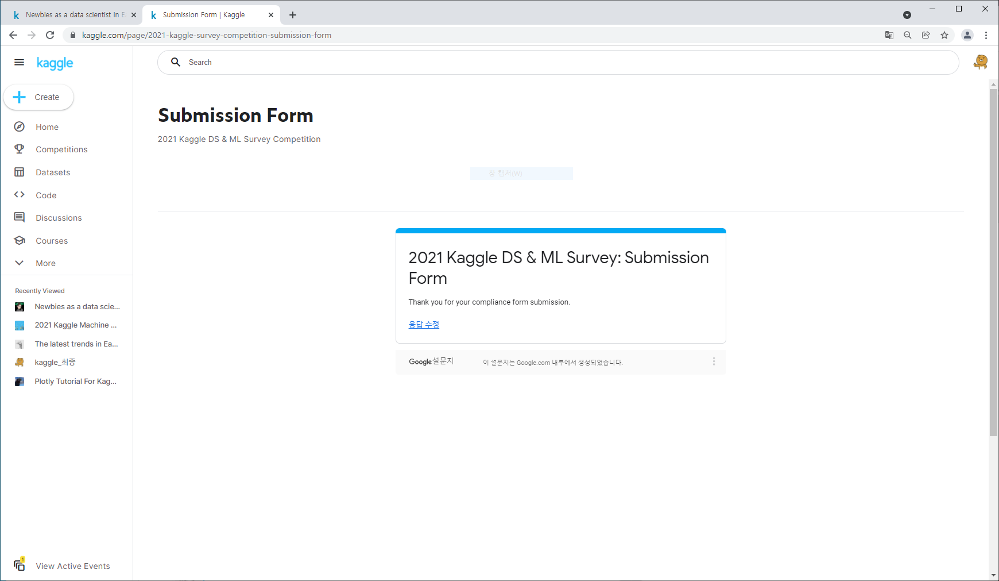 Newbies as a data scientist in E
Submission Form | Kaggle
kaggle.com/page/2021-kaggle-survey-competition-submission-form
kaggle
Search
Create
Home
Competitions
Datasets
Code
Discussions
Courses
More
Recently Viewed
Newbies as a data scie...
2021 Kaggle Machine ...
The latest trends in Ea...
kaggle_최종
Plotly Tutorial For Kag...
1
View Active Events
Submission Form
2021 Kaggle DS & ML Survey Competition
창 캡처(W)
2021 Kaggle DS & ML Survey: Submission
Form
Thank you for your compliance form submission.
응답 수정
Google 설문지
이 설문지는 Google.com 내부에서 생성되었습니다.